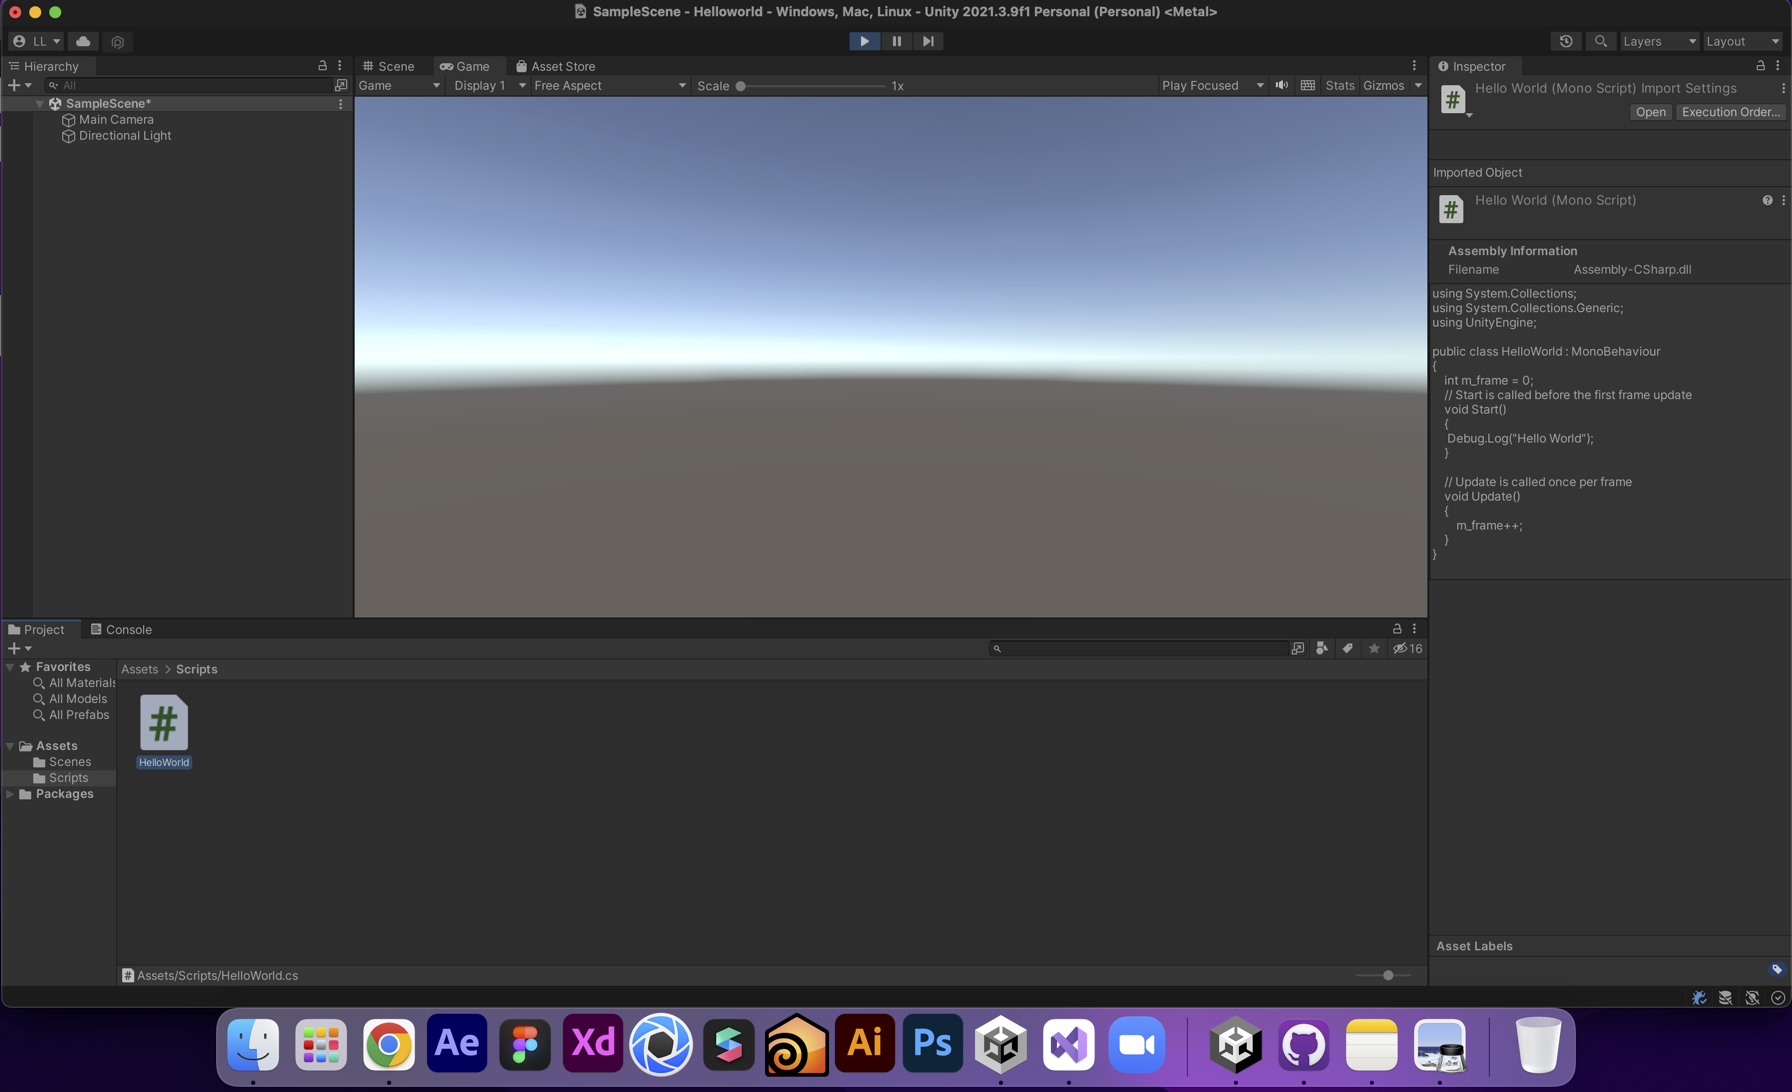 SampleScene - Helloworld - Windows, Mac, Linux - Unity 2021.3.9f1 Personal (Personal) <Metal>
LL
Layers
Layout
Hierarchy
All
SampleScene*
Main Camera
Directional Light
Scene
Game
Asset Store
Game
Display 1
Free Aspect
Scale
1x
Play Focused
Stats
Gizmos
Inspector
Hello World (Mono Script) Import Settings
Open
Execution Order...
Imported Object
Hello World (Mono Script)
Assembly Information
Filename Assembly-CSharp.dll
using System.Collections;
using System.Collections.Generic;
using UnityEngine;
public class HelloWorld : MonoBehaviour
{
int m_frame = 0;
// Start is called before the first frame update
void Start()
{
Debug.Log("Hello World");
}
// Update is called once per frame
void Update()
{
m_frame++;
}
}
Asset Labels
Project
Console
16
Favorites
All Materials
All Models
All Prefabs
Assets
Scenes
Scripts
Packages
Assets > Scripts
#
HelloWorld
Assets/Scripts/HelloWorld.cs
Ae
Xd
Ai
Ps